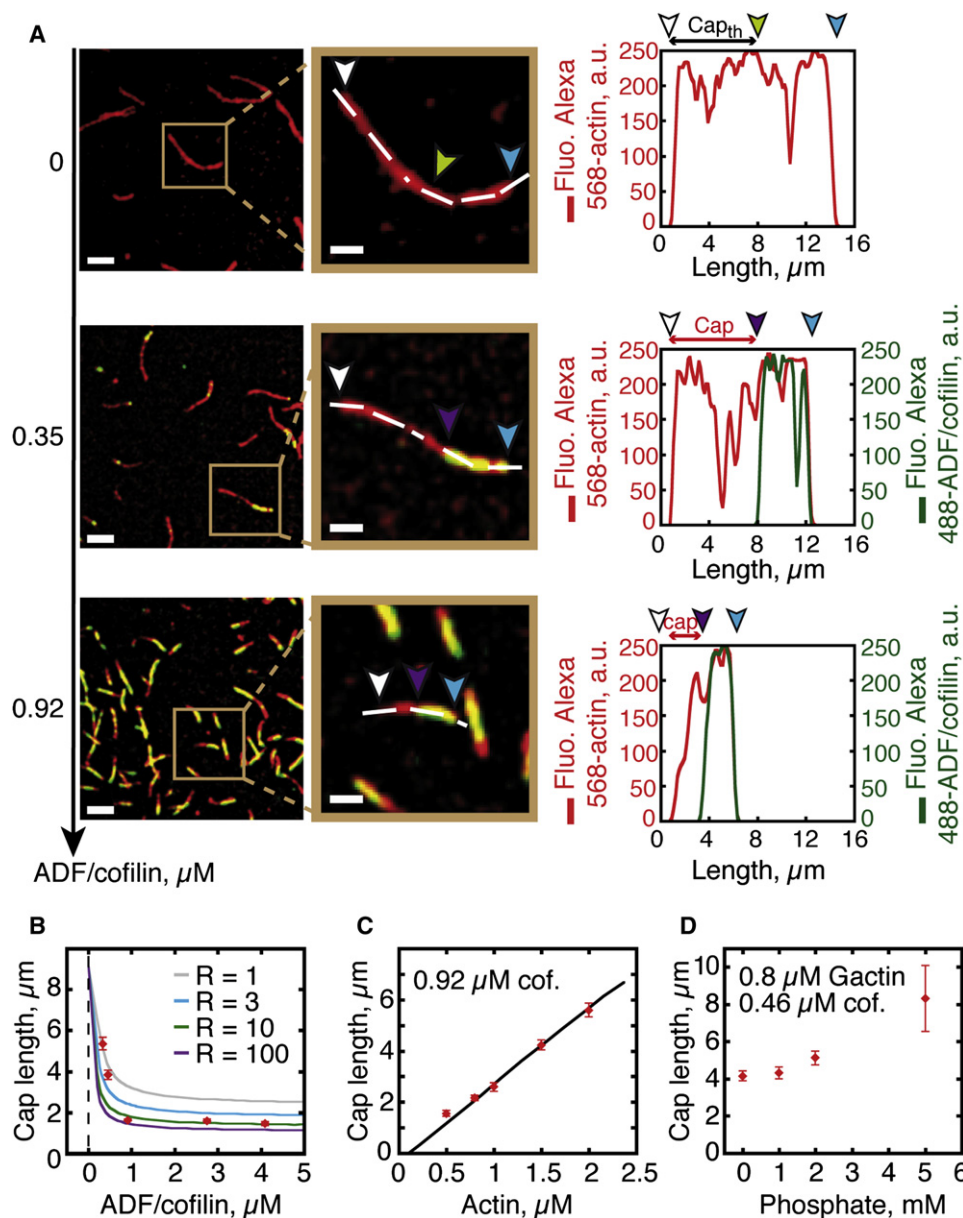 A
0
Cap_th
Fluo. Alexa
568-actin, a.u.
250
200
150
100
50
0
0 4 8 12 16
Length, µm
0.35
Cap
Fluo. Alexa
568-actin, a.u.
250
200
150
100
50
0
250
200
150
100
50
0
Fluo. Alexa
488-ADF/cofilin, a.u.
0 4 8 12 16
Length, µm
0.92
cap
Fluo. Alexa
568-actin, a.u.
250
200
150
100
50
0
250
200
150
100
50
0
Fluo. Alexa
488-ADF/cofilin, a.u.
0 4 8 12 16
Length, µm
ADF/cofilin, µM
B
Cap length, µm
8
6
4
2
0
R = 1
R = 3
R = 10
R = 100
0 1 2 3 4 5
ADF/cofilin, µM
C
0.92 µM cof.
Cap length, µm
6
4
2
0
0 0.5 1 1.5 2 2.5
Actin, µM
D
0.8 µM Gactin
0.46 µM cof.
Cap length, µm
10
8
6
4
2
0
0 1 2 3 4 5 6
Phosphate, mM